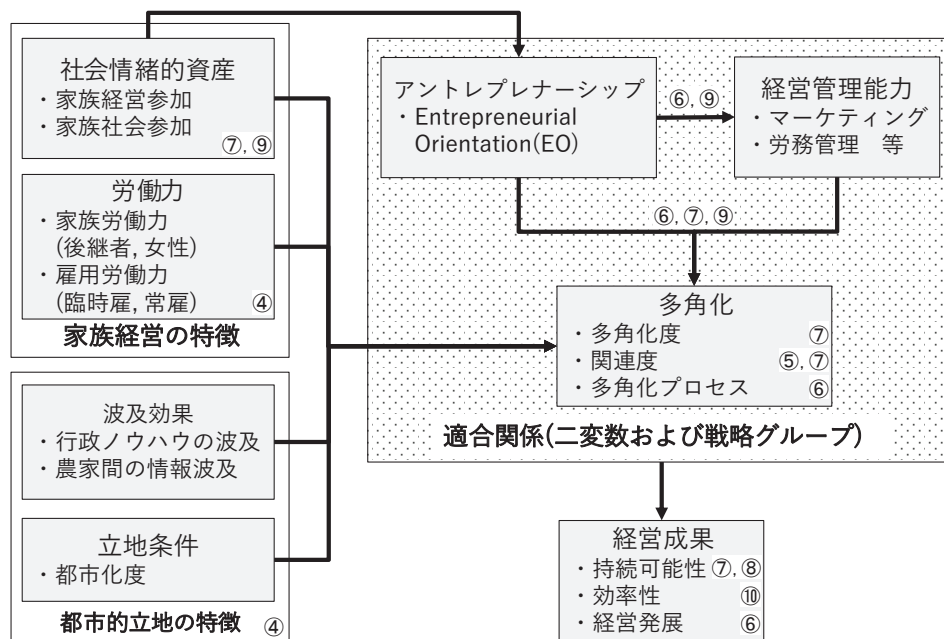 社会情緒的資産
・家族経営参加
・家族社会参加
⑦, ⑨
労働力
・家族労働力
(後継者, 女性)
・雇用労働力
(臨時雇, 常雇)
④
家族経営の特徴
波及効果
・行政ノウハウの波及
・農家間の情報波及
立地条件
・都市化度
都市的立地の特徴
④
アントレプレナーシップ
・Entrepreneurial
Orientation(EO)
⑥, ⑨
経営管理能力
・マーケティング
・労務管理 等
⑥, ⑦, ⑨
多角化
・多角化度 ⑦
・関連度 ⑤, ⑦
・多角化プロセス ⑥
適合関係(二変数および戦略グループ)
経営成果
・持続可能性 ⑦, ⑧
・効率性 ⑩
・経営発展 ⑥